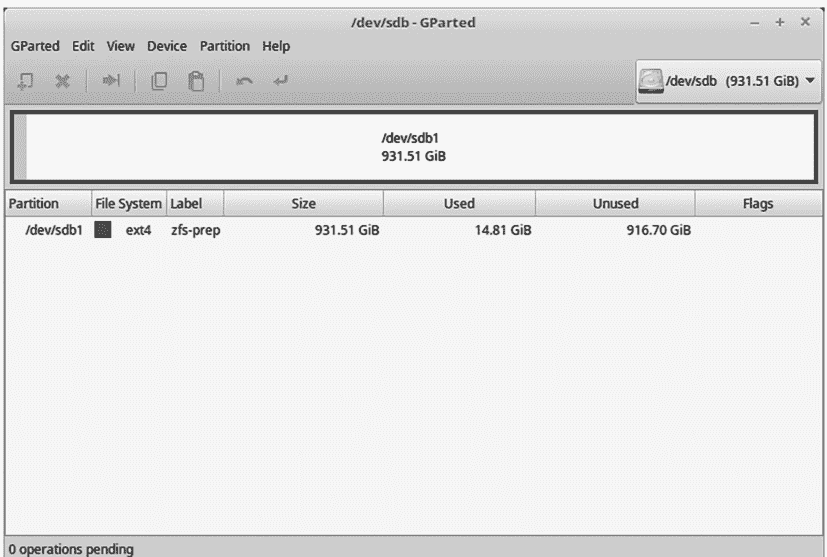 /dev/sdb - GParted
GParted Edit View Device Partition Help
/dev/sdb (931.51 GiB)
/dev/sdb1
931.51 GiB
Partition File System Label Size Used Unused Flags
/dev/sdb1 ext4 zfs-prep 931.51 GiB 14.81 GiB 916.70 GiB
0 operations pending